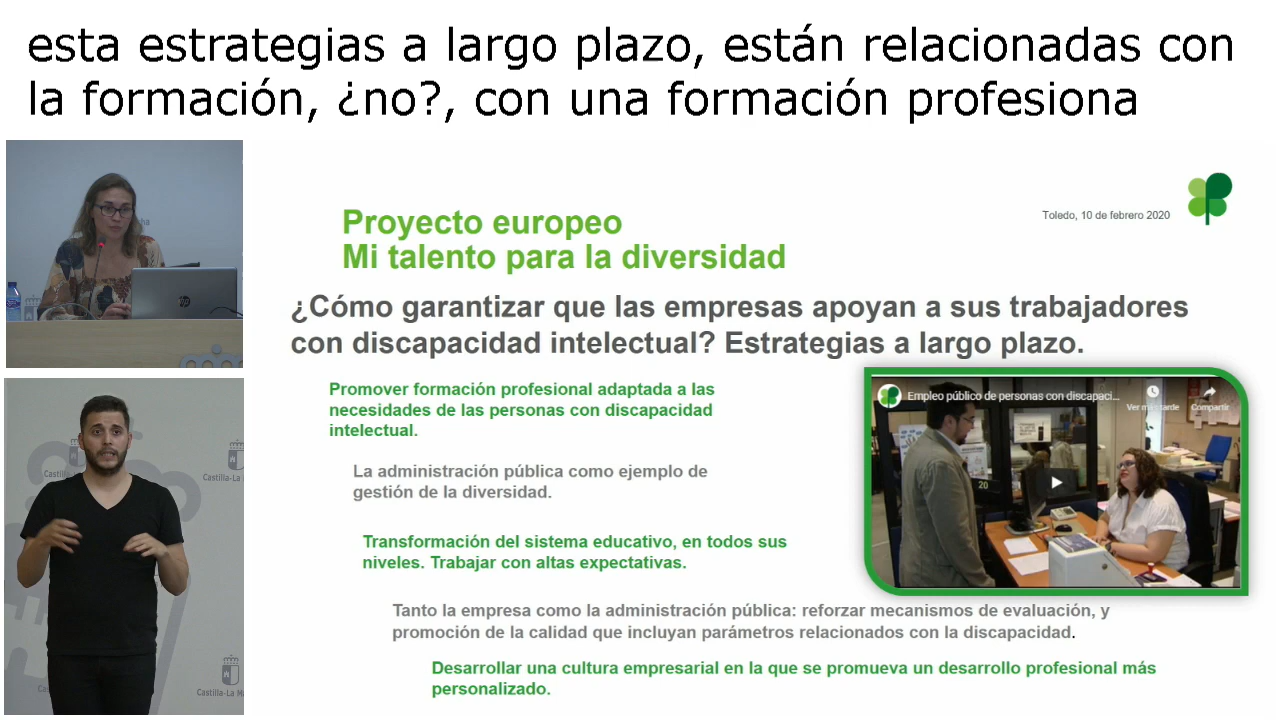 esta estrategias a largo plazo, están relacionadas con
la formación, ¿no?, con una formación profesiona
Proyecto europeo
Mi talento para la diversidad
Toledo, 10 de febrero 2020
¿Cómo garantizar que las empresas apoyan a sus trabajadores
con discapacidad intelectual? Estrategias a largo plazo.
Promover formación profesional adaptada a las
necesidades de las personas con discapacidad
intelectual.
La administración pública como ejemplo de
gestión de la diversidad.
Transformación del sistema educativo, en todos sus
niveles. Trabajar con altas expectativas.
Tanto la empresa como la administración pública: reforzar mecanismos de evaluación, y
promoción de la calidad que incluyan parámetros relacionados con la discapacidad.
Desarrollar una cultura empresarial en la que se promueva un desarrollo profesional más
personalizado.
Empleo público de personas con discapaci...
Ver más tarde
Compartir
20
hp
Castilla-
Castilla-La M
Castilla-La M